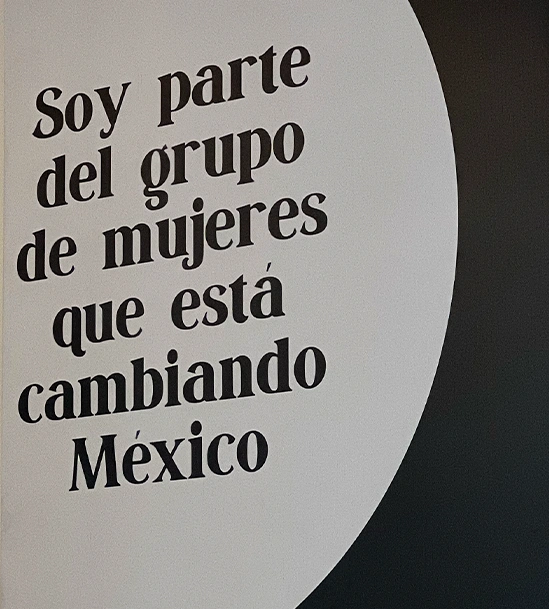 Soy parte
del grupo
de mujeres
que está
cambiando
México